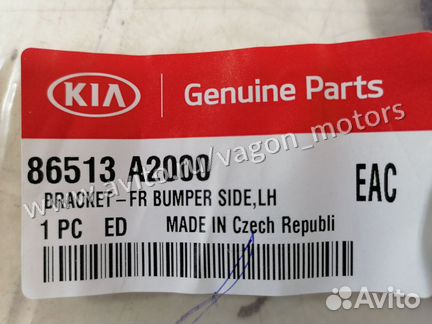 KIA Genuine Parts
86513 A2000
BRACKET-FR BUMPER SIDE,LH
EAC
1 PC ED MADE IN Czech Republi
www.avito.ru/vagon_motors
Avito